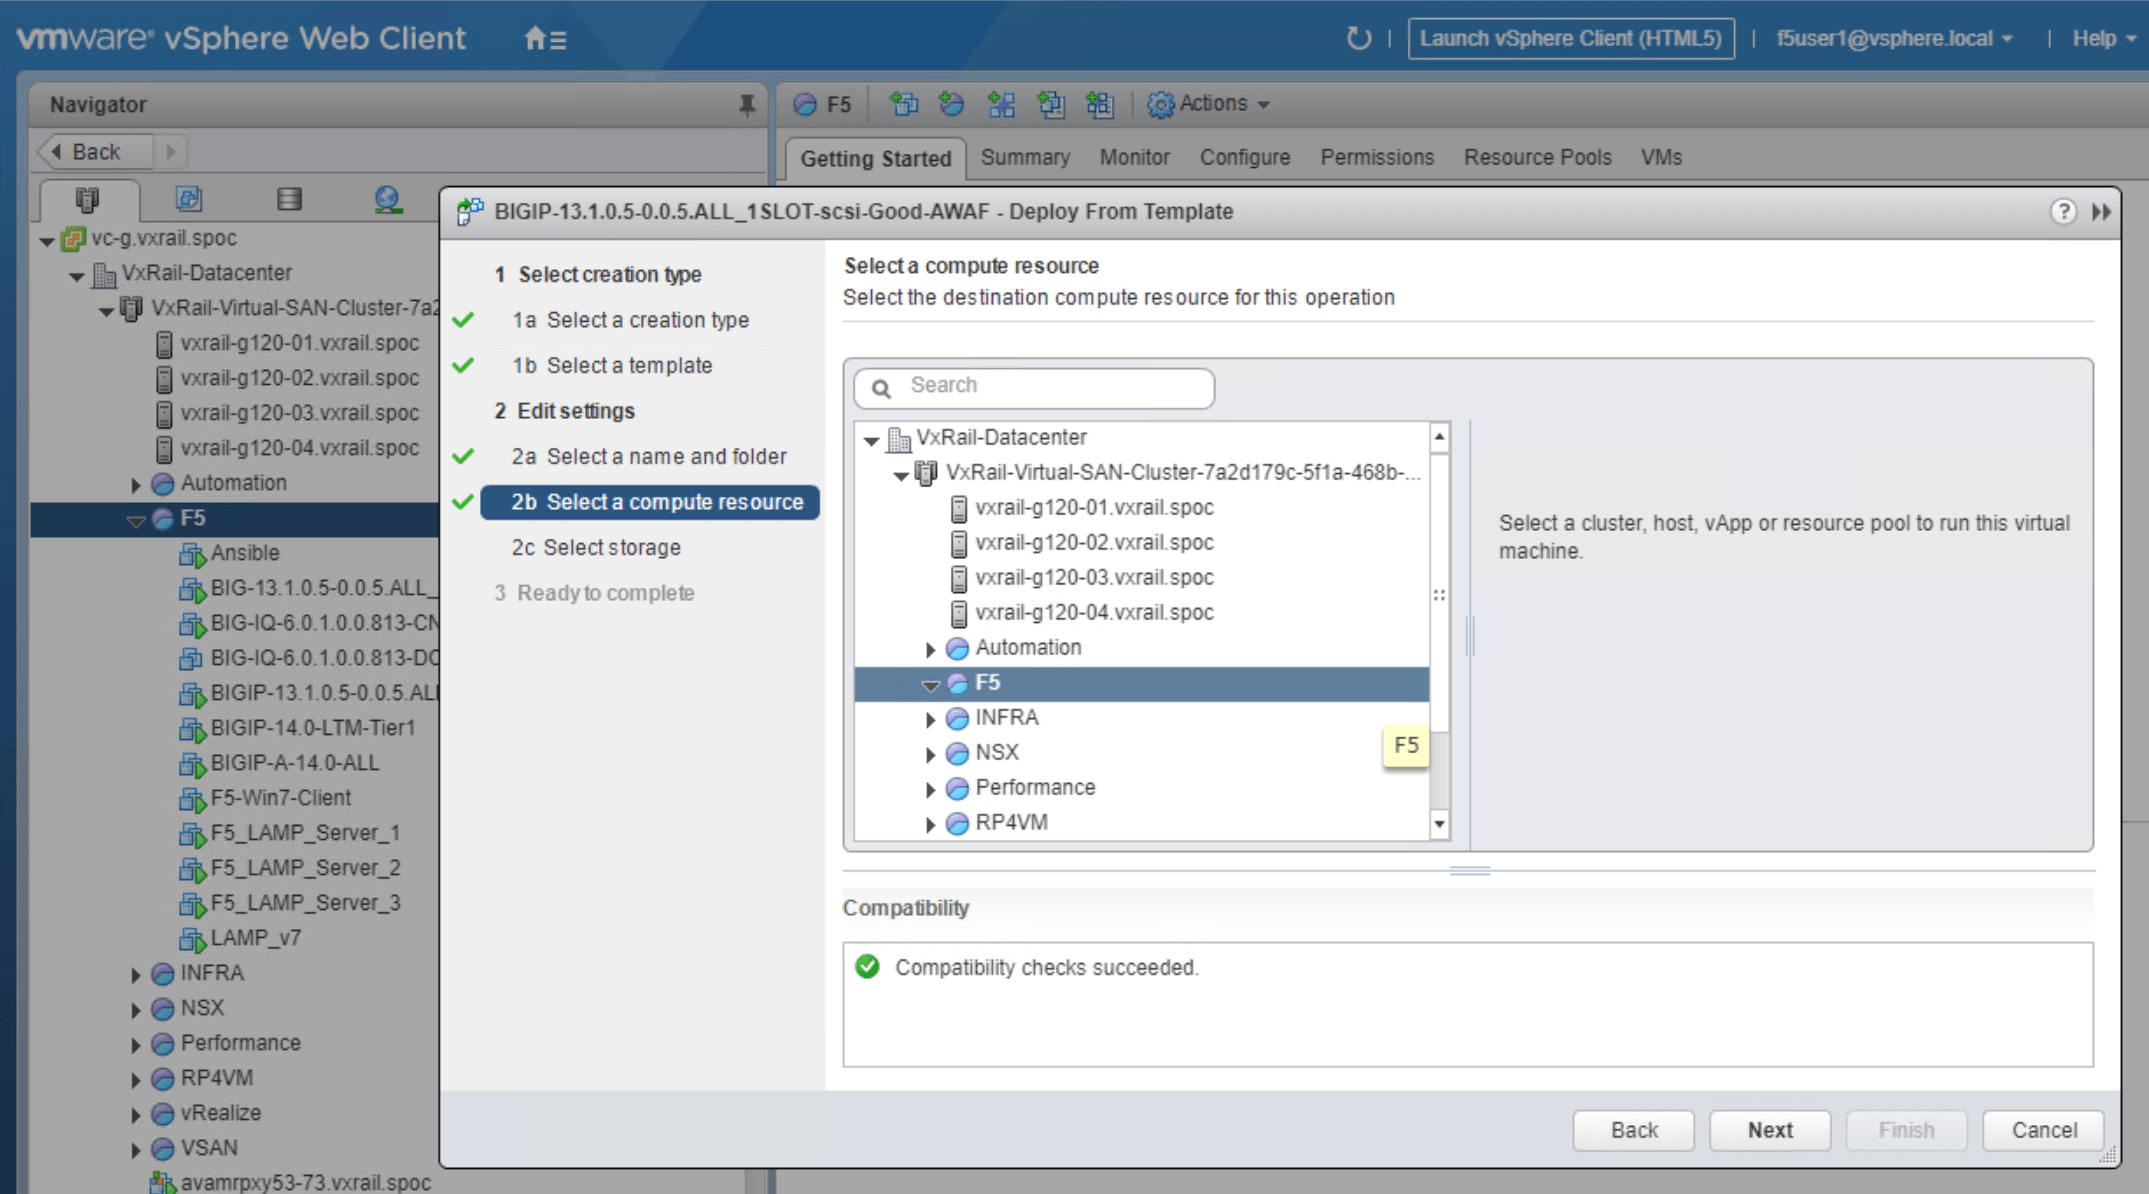 vmware® vSphere Web Client
Launch vSphere Client (HTML5)
f5user1@vsphere.local
Help
Navigator
Back
F5
Actions
Getting Started
Summary
Monitor
Configure
Permissions
Resource Pools
VMs
vc-g.vxrail.spoc
VxRail-Datacenter
VxRail-Virtual-SAN-Cluster-7a2
vxrail-g120-01.vxrail.spoc
vxrail-g120-02.vxrail.spoc
vxrail-g120-03.vxrail.spoc
vxrail-g120-04.vxrail.spoc
Automation
F5
Ansible
BIG-13.1.0.5-0.0.5.ALL_
BIG-IQ-6.0.1.0.0.813-CN
BIG-IQ-6.0.1.0.0.813-DC
BIGIP-13.1.0.5-0.0.5.ALL
BIGIP-14.0-LTM-Tier1
BIGIP-A-14.0-ALL
F5-Win7-Client
F5_LAMP_Server_1
F5_LAMP_Server_2
F5_LAMP_Server_3
LAMP_v7
INFRA
NSX
Performance
RP4VM
vRealize
VSAN
avamrpxy53-73.vxrail.spoc
BIGIP-13.1.0.5-0.0.5.ALL_1SLOT-scsi-Good-AWAF - Deploy From Template
?
1 Select creation type
1a Select a creation type
1b Select a template
2 Edit settings
2a Select a name and folder
2b Select a compute resource
2c Select storage
3 Ready to complete
Select a compute resource
Select the destination compute resource for this operation
Search
VxRail-Datacenter
VxRail-Virtual-SAN-Cluster-7a2d179c-5f1a-468b-...
vxrail-g120-01.vxrail.spoc
vxrail-g120-02.vxrail.spoc
vxrail-g120-03.vxrail.spoc
vxrail-g120-04.vxrail.spoc
Automation
F5
INFRA
NSX
Performance
RP4VM
F5
Select a cluster, host, vApp or resource pool to run this virtual
machine.
Compatibility
Compatibility checks succeeded.
Back
Next
Finish
Cancel